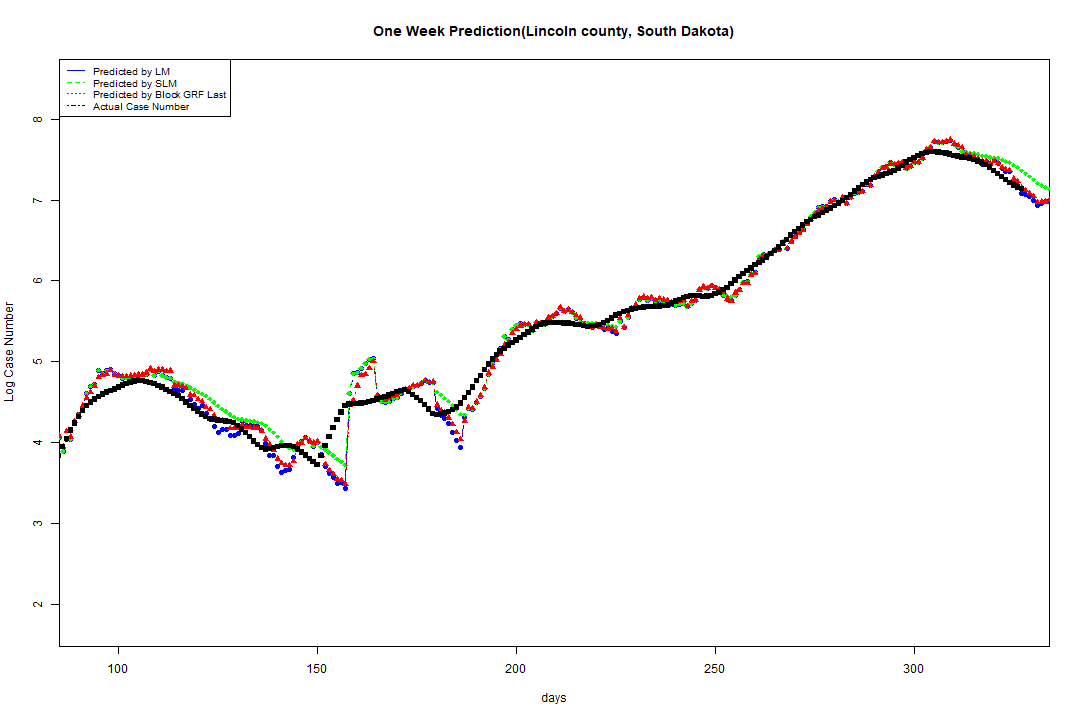 One Week Prediction(Lincoln county, South Dakota)
Predicted by LM
Predicted by SLM
Predicted by Block GRF Last
Actual Case Number
8
7
6
5
4
3
2
Log Case Number
100 150 200 250 300
days